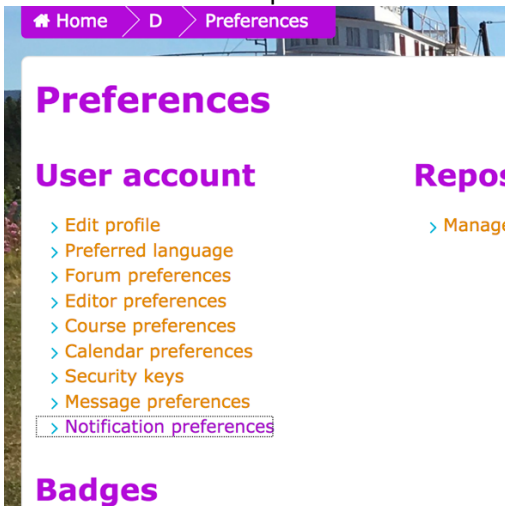 Home D Preferences
Preferences
User account
Edit profile
Preferred language
Forum preferences
Editor preferences
Course preferences
Calendar preferences
Security keys
Message preferences
Notification preferences
Badges
Repos
Manage